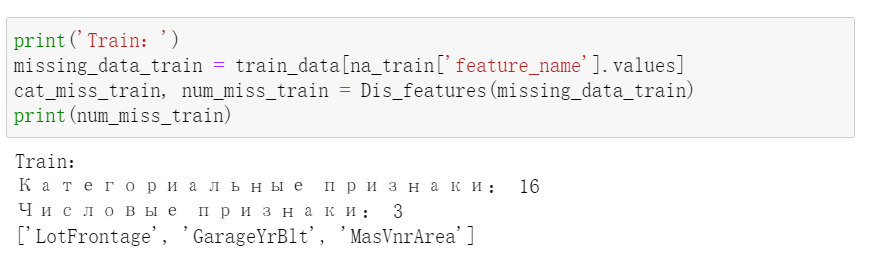 print('Train：')
missing_data_train = train_data[na_train['feature_name'].values]
cat_miss_train, num_miss_train = Dis_features(missing_data_train)
print(num_miss_train)
Train：
Категориальные признаки： 16
Числовые признаки： 3
['LotFrontage', 'GarageYrBlt', 'MasVnrArea']